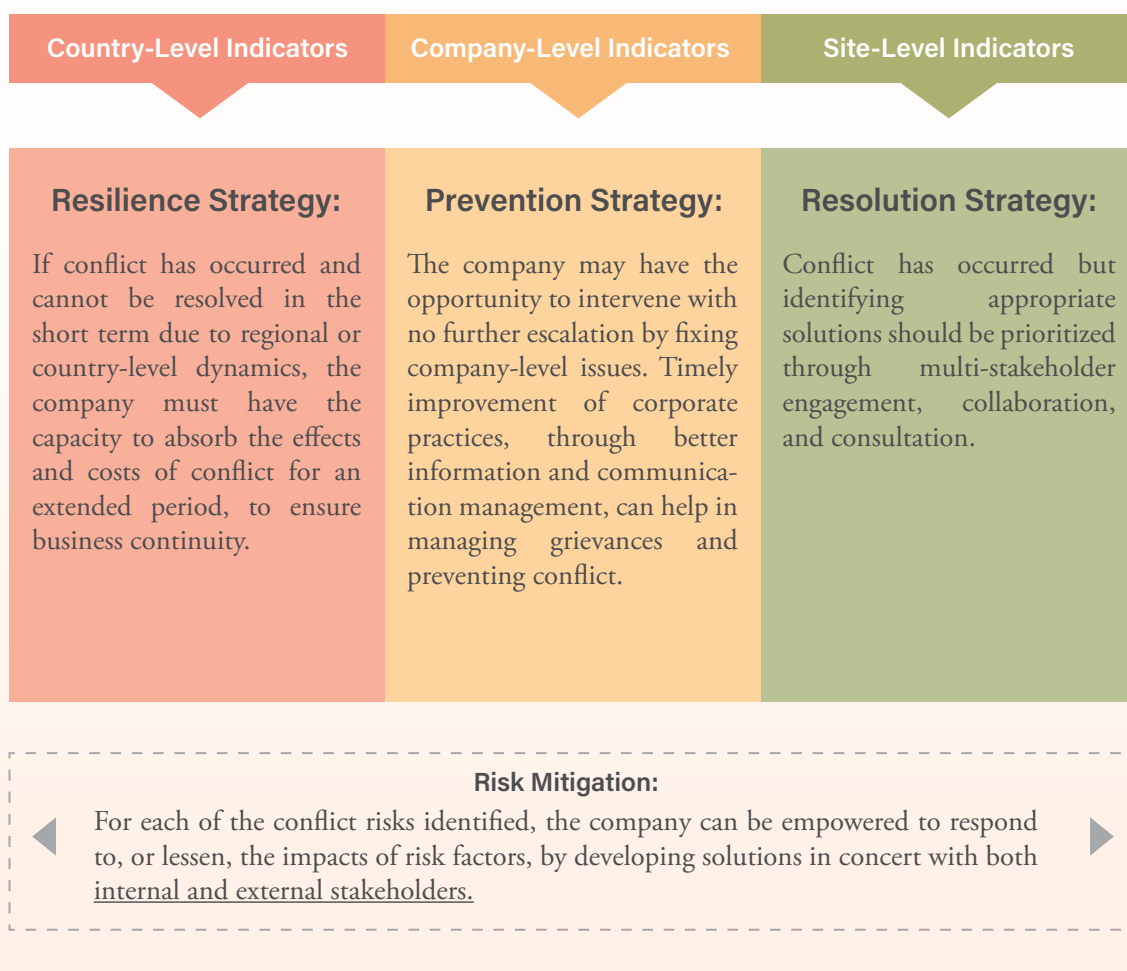 Country-Level Indicators
Company-Level Indicators
Site-Level Indicators
Resilience Strategy:
If conflict has occurred and
cannot be resolved in the
short term due to regional or
country-level dynamics, the
company must have the
capacity to absorb the effects
and costs of conflict for an
extended period, to ensure
business continuity.
Prevention Strategy:
The company may have the
opportunity to intervene with
no further escalation by fixing
company-level issues. Timely
improvement of corporate
practices, through better
information and communica-
tion management, can help in
managing grievances and
preventing conflict.
Resolution Strategy:
Conflict has occurred but
identifying appropriate
solutions should be prioritized
through multi-stakeholder
engagement, collaboration,
and consultation.
Risk Mitigation:
For each of the conflict risks identified, the company can be empowered to respond
to, or lessen, the impacts of risk factors, by developing solutions in concert with both
internal and external stakeholders.